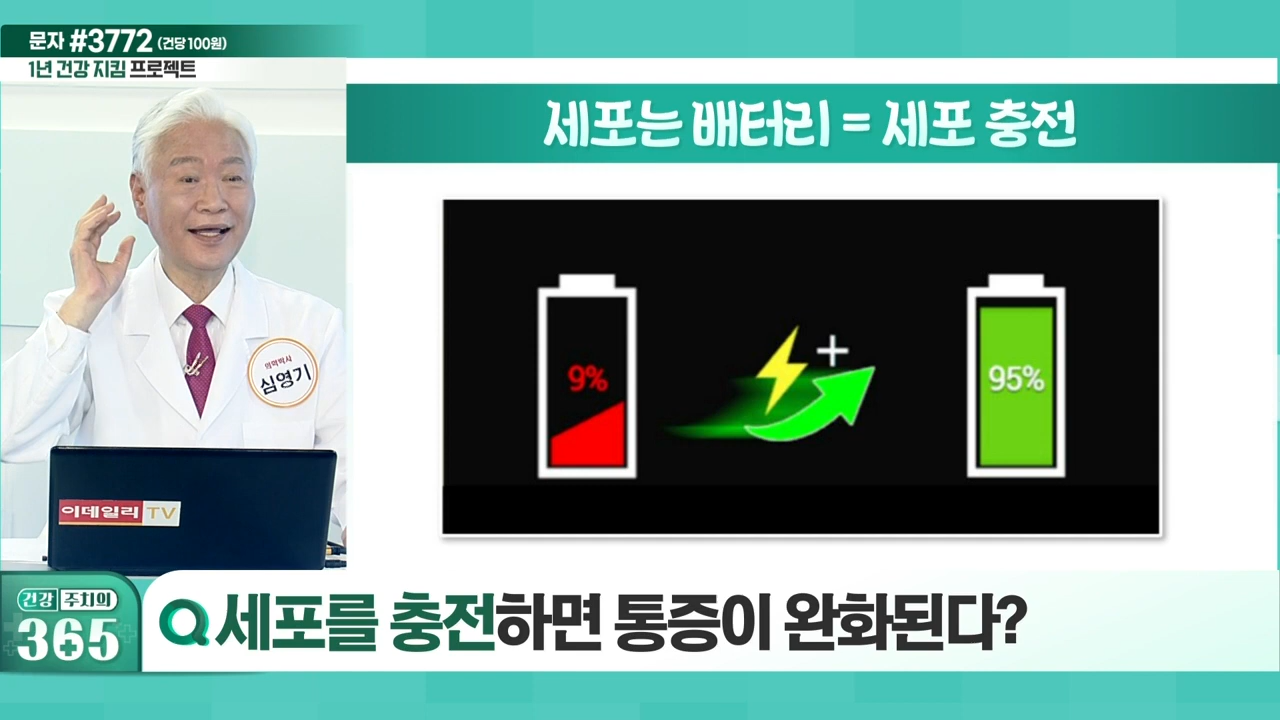 문자 #3772 (건당 100원)
1년 건강 지킴 프로젝트
세포는 배터리 = 세포 충전
9%
+
95%
의학박사
심영기
이데일리 TV
건강 주치의
365
Q 세포를 충전하면 통증이 완화된다?